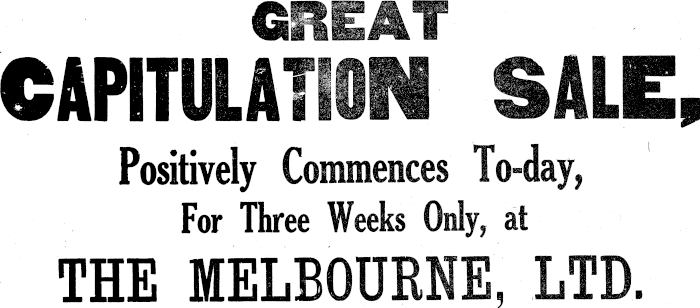 GREAT
CAPITULATION SALE,
Positively Commences To-day,
For Three Weeks Only, at
THE MELBOURNE, LTD.